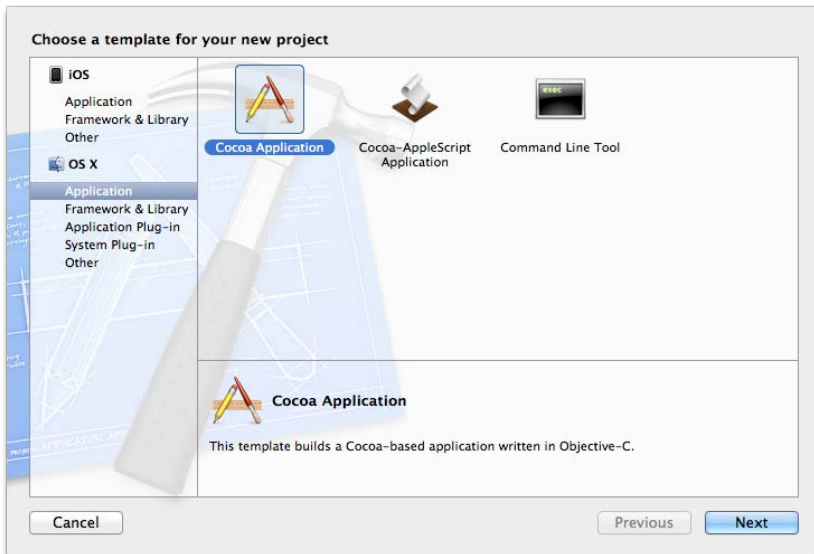 Choose a template for your new project
iOS
Application
Framework & Library
Other
OS X
Application
Framework & Library
Application Plug-in
System Plug-in
Other
Cocoa Application
Cocoa-AppleScript
Application
Command Line Tool
exec
Cocoa Application
This template builds a Cocoa-based application written in Objective-C.
Cancel
Previous
Next